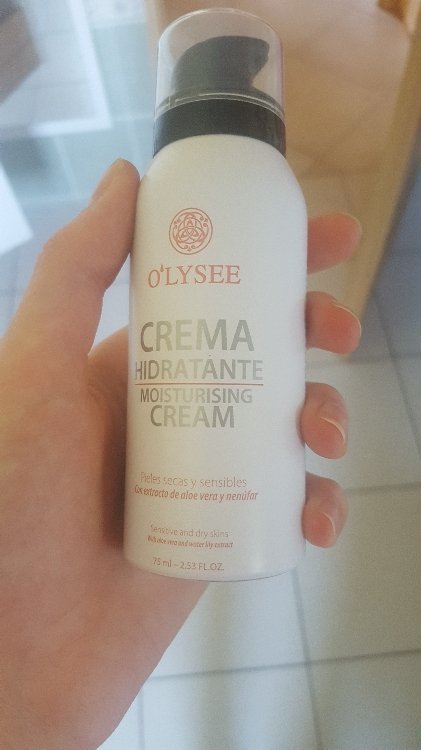 O'LYSEE
CREMA
HIDRATANTE
MOISTURISING
CREAM
Pieles secas y sensibles
Con extracto de aloe vera y nenúfar
Sensitive and dry skins
With aloe vera and water lily extract
75 ml - 2,53 FL.OZ.